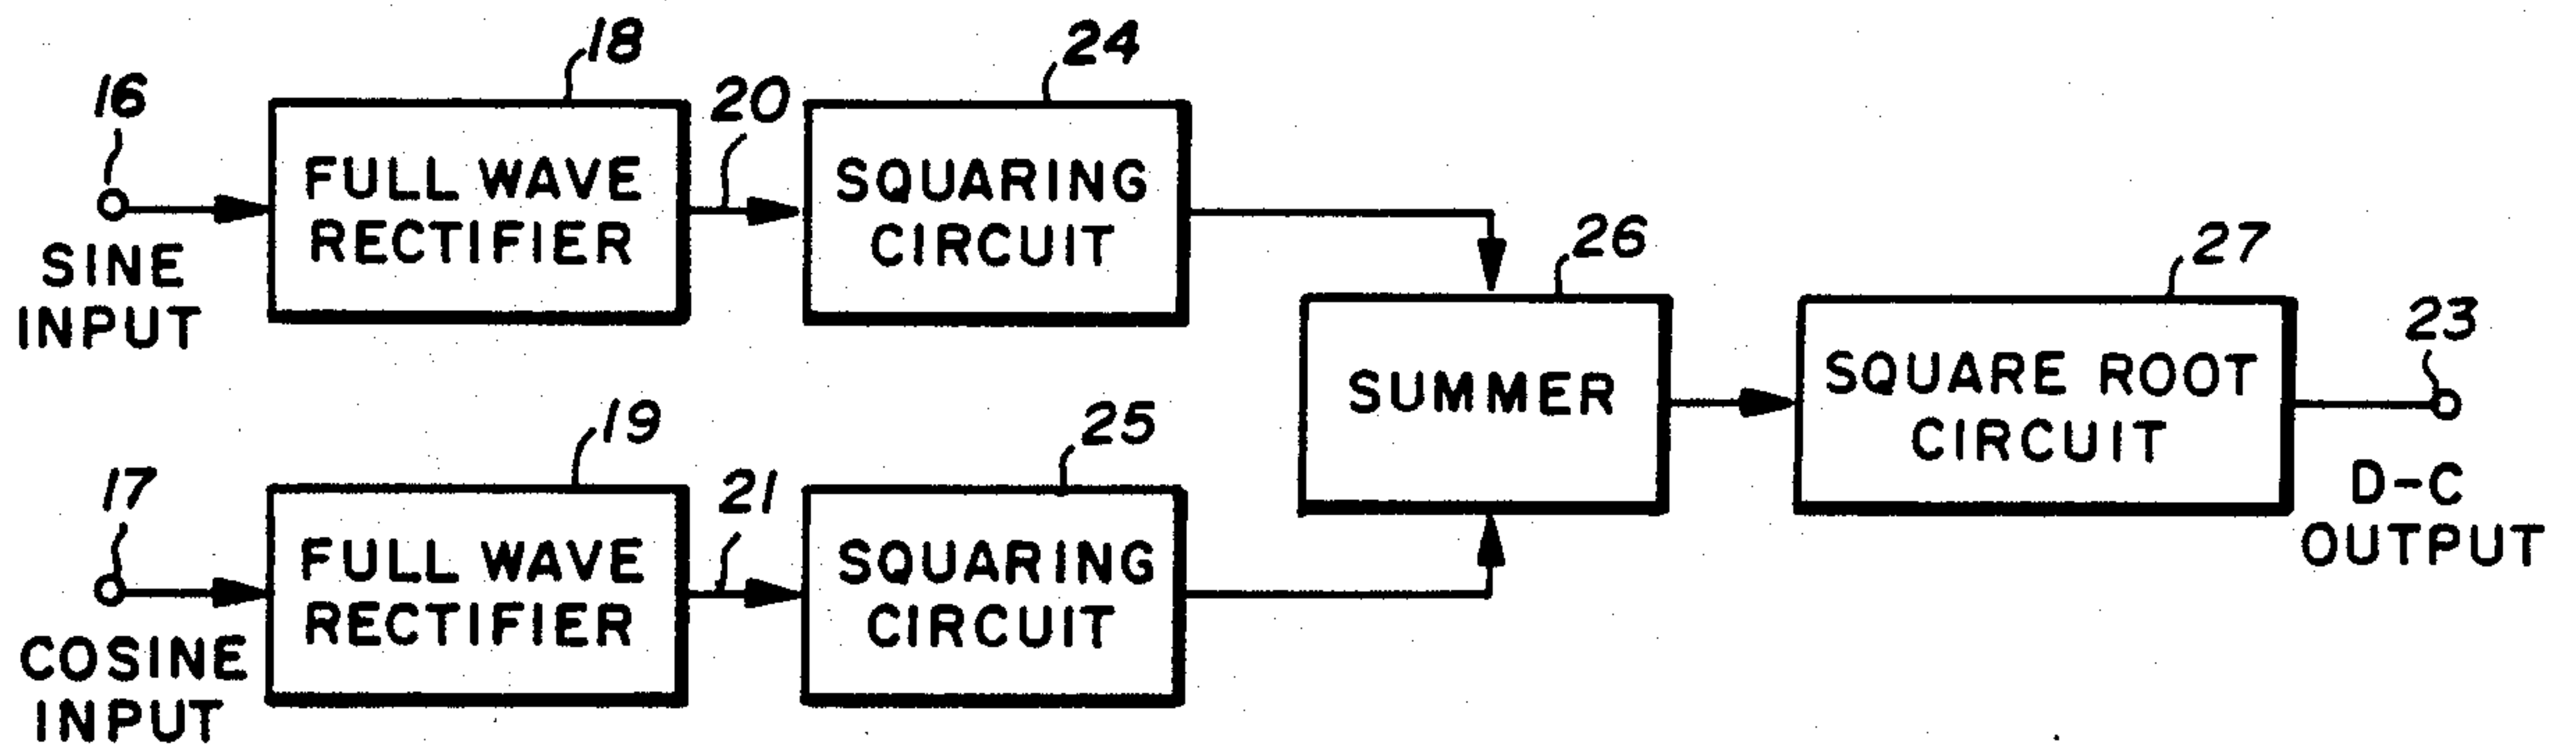 16
SINE
INPUT
18
FULL WAVE
RECTIFIER
20
24
SQUARING
CIRCUIT
17
COSINE
INPUT
19
FULL WAVE
RECTIFIER
21
25
SQUARING
CIRCUIT
26
SUMMER
27
SQUARE ROOT
CIRCUIT
23
D-C
OUTPUT